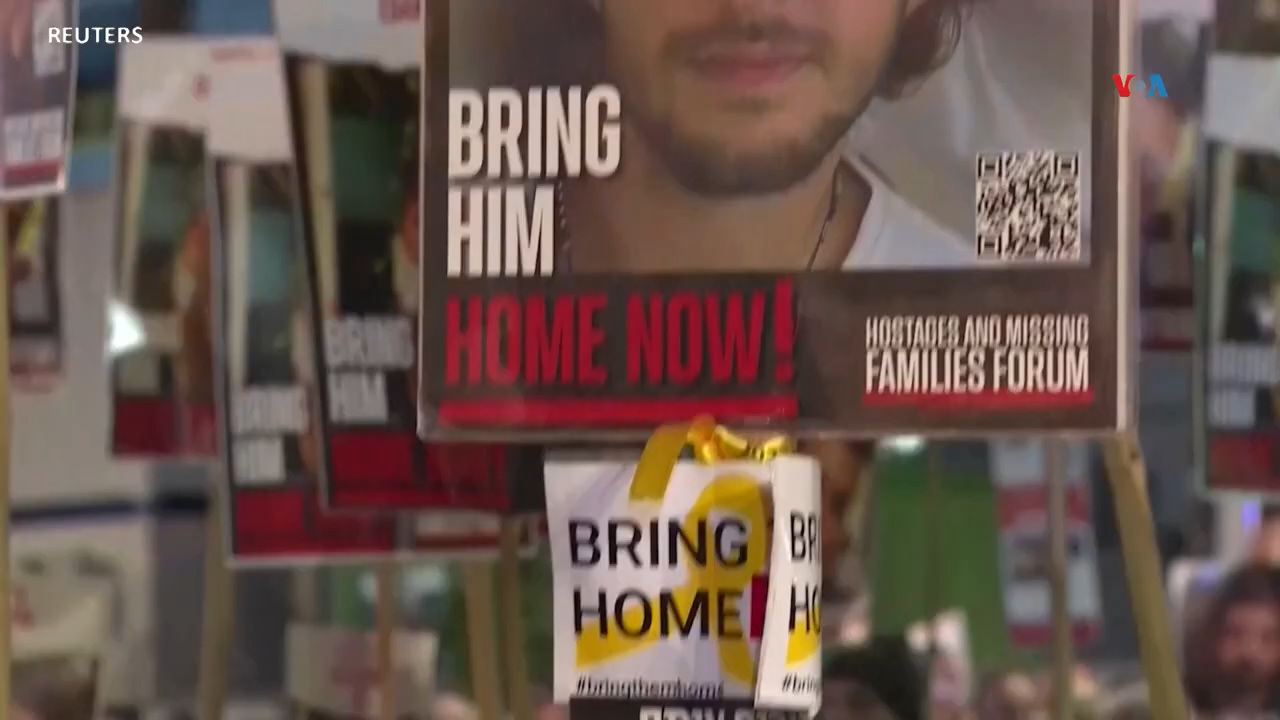 REUTERS
VOA
BRING
HIM
HOME NOW!
HOSTAGES AND MISSING
FAMILIES FORUM
BRING
HIM
BRING
HIM
BRING
HOME
BR
HO
#bringthemhome
#bring